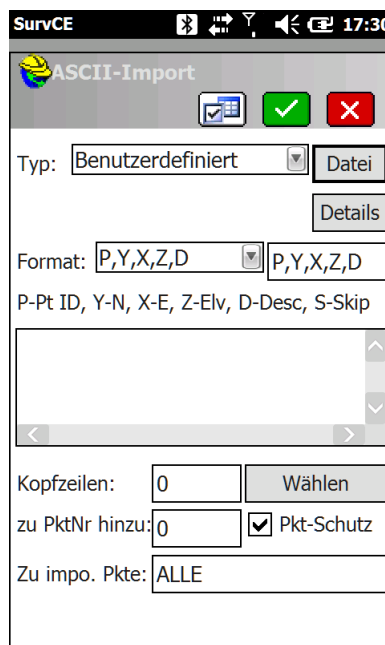 SurvCE 17:30
ASCII-Import
Typ: Benutzerdefiniert Datei
Details
Format: P,Y,X,Z,D P,Y,X,Z,D
P-Pt ID, Y-N, X-E, Z-Elv, D-Desc, S-Skip
Kopfzeilen: 0 Wählen
zu PktNr hinzu: 0 Pkt-Schutz
Zu impo. Pkte: ALLE